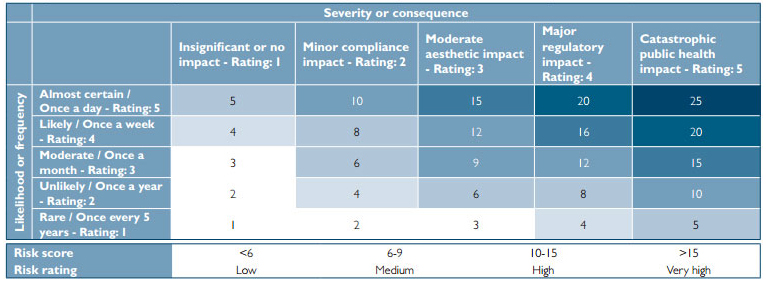 Severity or consequence
Insignificant or no impact - Rating: 1
Minor compliance impact - Rating: 2
Moderate aesthetic impact - Rating: 3
Major regulatory impact - Rating: 4
Catastrophic public health impact - Rating: 5
Likelihood or frequency
Almost certain / Once a day - Rating: 5
5 10 15 20 25
Likely / Once a week - Rating: 4
4 8 12 16 20
Moderate / Once a month - Rating: 3
3 6 9 12 15
Unlikely / Once a year - Rating: 2
2 4 6 8 10
Rare / Once every 5 years - Rating: 1
1 2 3 4 5
Risk score <6 6-9 10-15 >15
Risk rating Low Medium High Very high